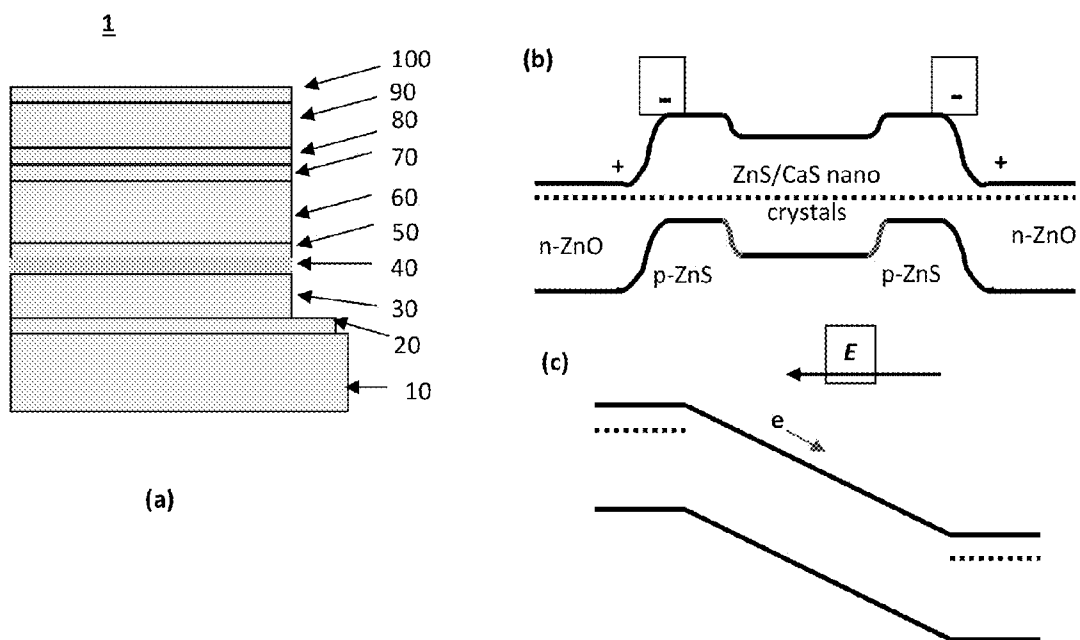 1
100
90
80
70
60
50
40
30
20
10
(a)
(b)
- -
+ +
ZnS/CaS nano
crystals
n-ZnO n-ZnO
p-ZnS p-ZnS
(c)
E
e